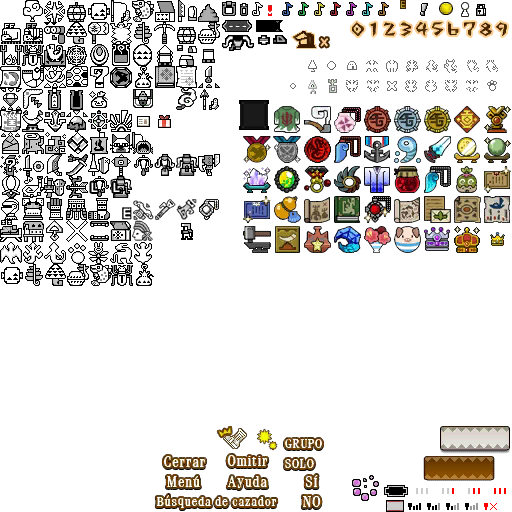 0123456789
x
E
GRUPO
Cerrar Omitir SOLO
Menú Ayuda Sí
Búsqueda de cazador NO